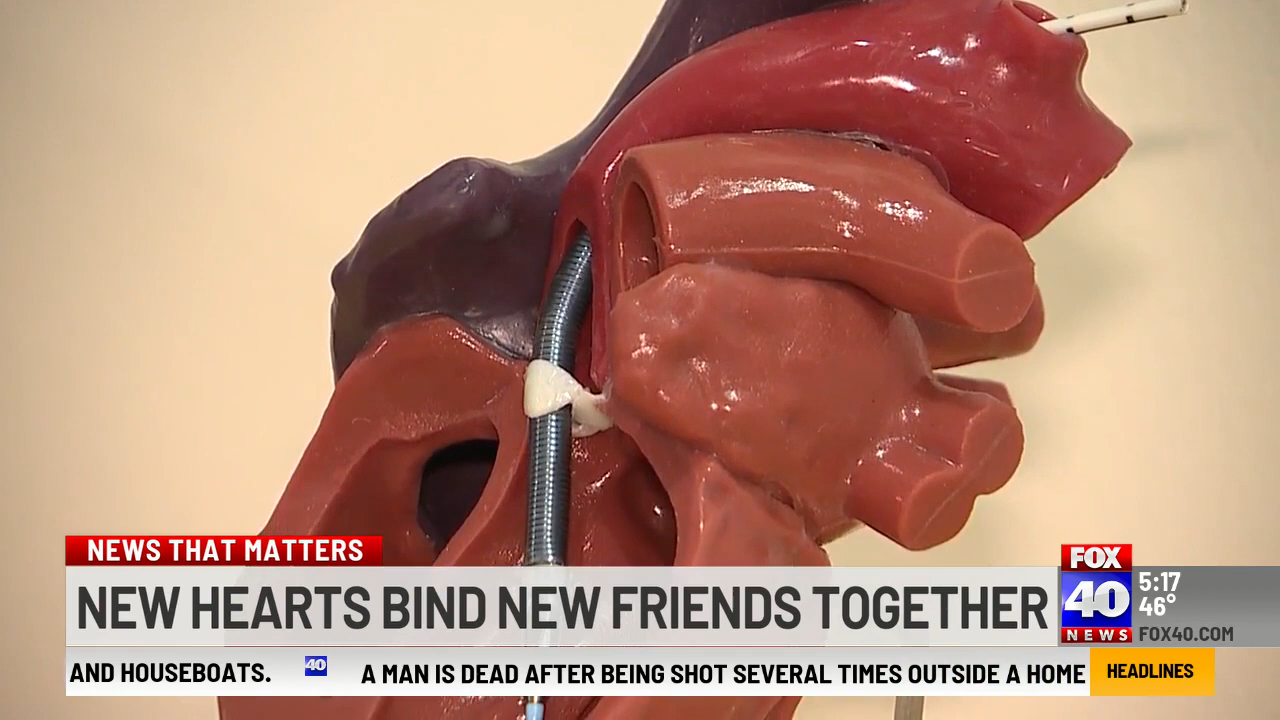 NEWS THAT MATTERS
NEW HEARTS BIND NEW FRIENDS TOGETHER
FOX
40
NEWS
5:17
46°
FOX40.COM
AND HOUSEBOATS. 40 A MAN IS DEAD AFTER BEING SHOT SEVERAL TIMES OUTSIDE A HOME
HEADLINES